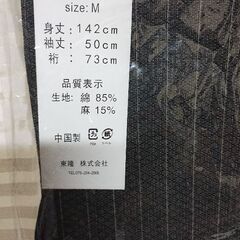 size: M
身丈:142cm
袖丈: 50cm
裄: 73cm
品質表示
生地: 綿 85%
麻 15%
中国製
東隆 株式会社